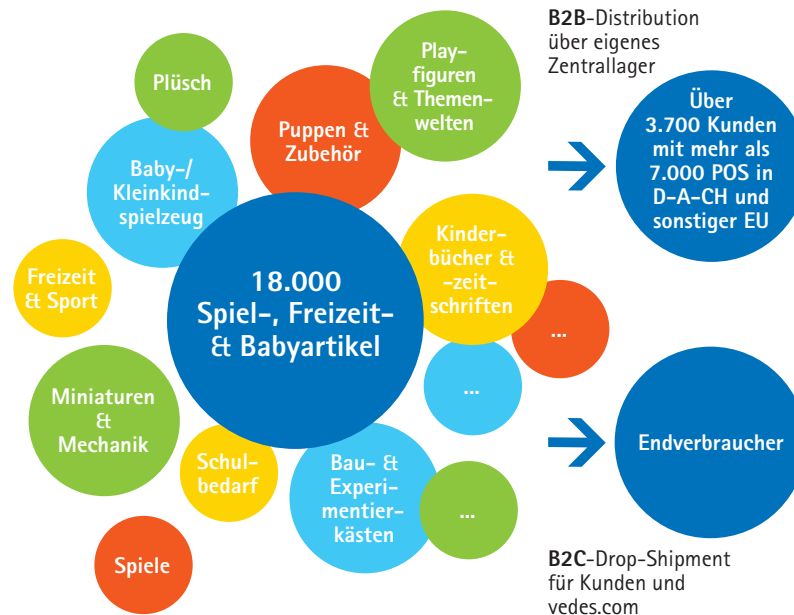 Plüsch
Puppen &
Zubehör
Play-
figuren
& Themen-
welten
Baby-/
Kleinkind-
spielzeug
Freizeit
& Sport
18.000
Spiel-, Freizeit-
& Babyartikel
Kinder-
bücher &
-zeit-
schriften
...
...
Miniaturen
&
Mechanik
Schul-
bedarf
Bau- &
Experi-
mentier-
kästen
...
Spiele
B2B-Distribution
über eigenes
Zentrallager
Über
3.700 Kunden
mit mehr als
7.000 POS in
D-A-CH und
sonstiger EU
Endverbraucher
B2C-Drop-Shipment
für Kunden und
vedes.com